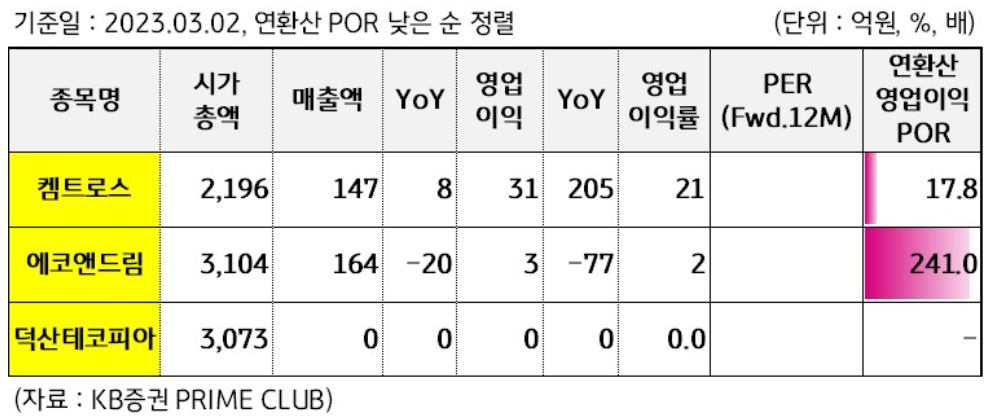 기준일 : 2023.03.02, 연환산 POR 낮은 순 정렬 (단위 : 억원, %, 배)
종목명 시가총액 매출액 YoY 영업이익 YoY 영업이익률 PER (Fwd.12M) 연환산 영업이익 POR
켐트로스 2,196 147 8 31 205 21 17.8
에코앤드림 3,104 164 -20 3 -77 2 241.0
덕산테코피아 3,073 0 0 0 0 0.0 -
(자료 : KB증권 PRIME CLUB)